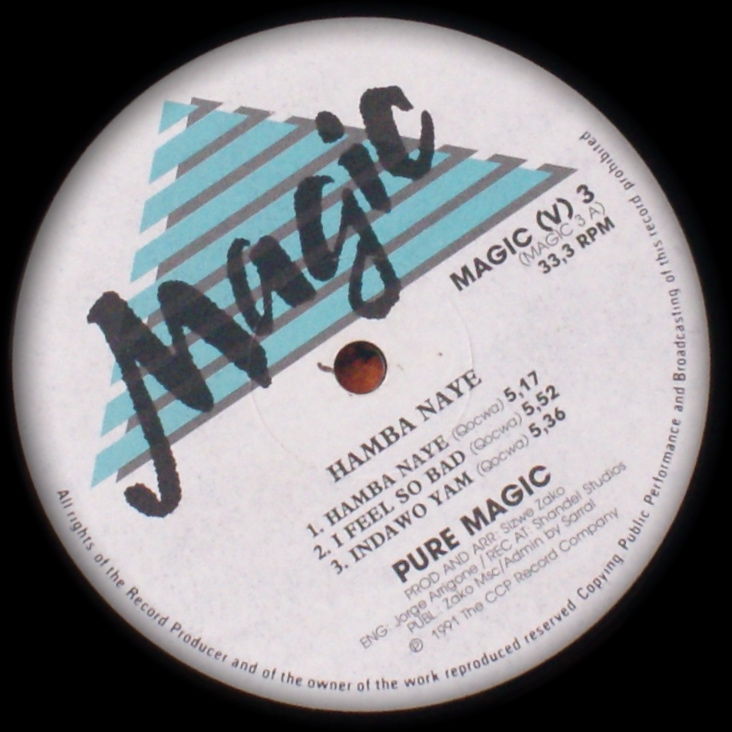 Magic
MAGIC (V) 3
(MAGIC 3 A)
33,3 RPM
HAMBA NAYE
1. HAMBA NAYE (Qocwa) 5,17
2. I FEEL SO BAD (Qocwa) 5,52
3. INDAWO YAM (Qocwa) 5,36
PURE MAGIC
PROD AND ARR: Sizwe Zako
ENG: Jorge Arrigone / REC AT: Shandel Studios
PUBL.: Zako Msc/Admin by Sarral
℗ 1991 The CCP Record Company
All rights of the Record Producer and of the owner of the work reproduced reserved Copying, Public Performance and Broadcasting of this record prohibited